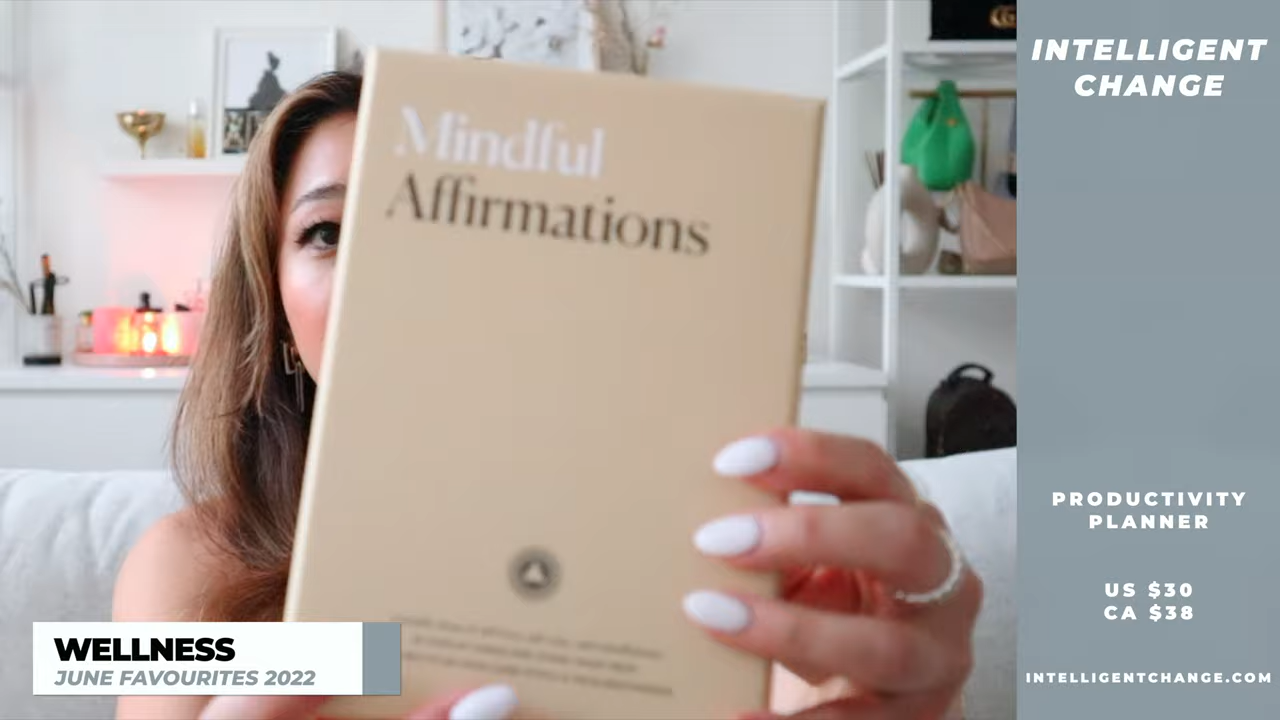 Mindful
Affirmations
WELLNESS
JUNE FAVOURITES 2022
INTELLIGENT
CHANGE
PRODUCTIVITY
PLANNER
US $30
CA $38
INTELLIGENTCHANGE.COM